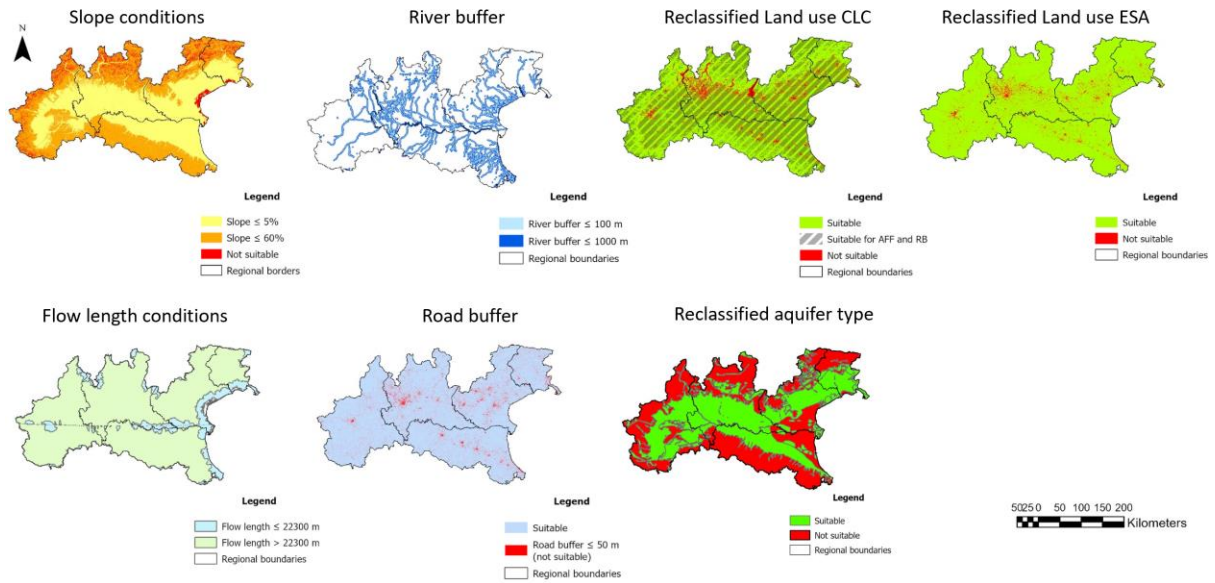 Slope conditions
River buffer
Reclassified Land use CLC
Reclassified Land use ESA
N
Legend
Slope ≤ 5%
Slope ≤ 60%
Not suitable
Regional borders
Legend
River buffer ≤ 100 m
River buffer ≤ 1000 m
Regional boundaries
Legend
Suitable
Suitable for AFF and RB
Not suitable
Regional boundaries
Legend
Suitable
Not suitable
Regional boundaries
Flow length conditions
Road buffer
Reclassified aquifer type
Legend
Flow length ≤ 22300 m
Flow length > 22300 m
Regional boundaries
Legend
Suitable
Road buffer ≤ 50 m
(not suitable)
Regional boundaries
Legend
Suitable
Not suitable
Regional boundaries
5025 0 50 100 150 200
Kilometers